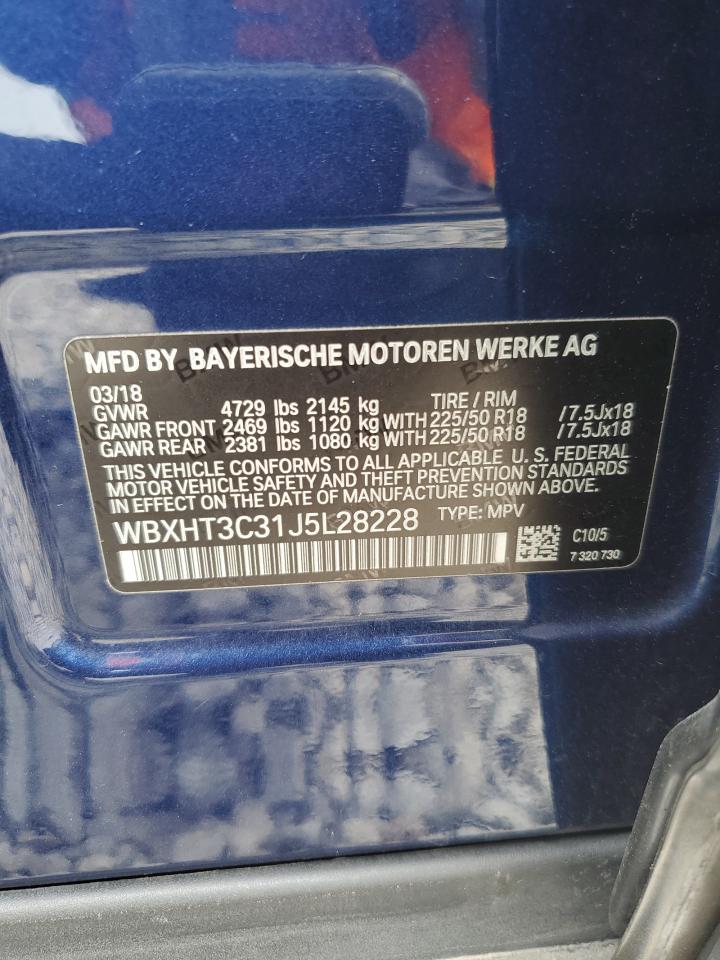 MFD BY BAYERISCHE MOTOREN WERKE AG
03/18 TIRE / RIM
GVWR 4729 lbs 2145 kg
GAWR FRONT 2469 lbs 1120 kg WITH 225/50 R18 /7.5Jx18
GAWR REAR 2381 lbs 1080 kg WITH 225/50 R18 /7.5Jx18
THIS VEHICLE CONFORMS TO ALL APPLICABLE U. S. FEDERAL
MOTOR VEHICLE SAFETY AND THEFT PREVENTION STANDARDS
IN EFFECT ON THE DATE OF MANUFACTURE SHOWN ABOVE.
WBXHT3C31J5L28228 TYPE: MPV
C10/5
7 320 730